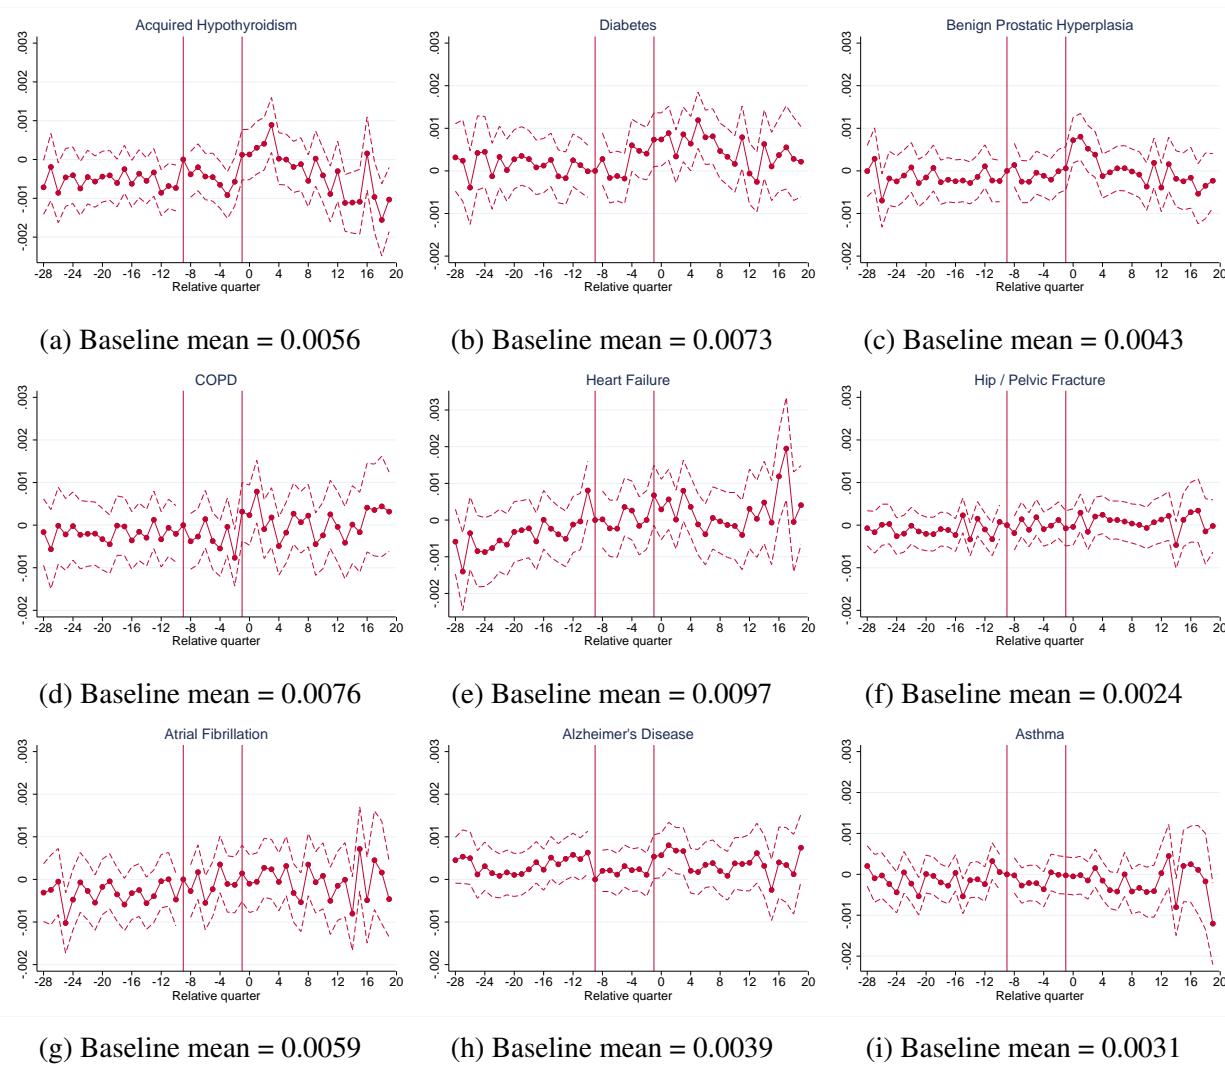 Acquired Hypothyroidism
.003
.002
.001
0
-.001
-.002
-28 -24 -20 -16 -12 -8 -4 0 4 8 12 16 20
Relative quarter
(a) Baseline mean = 0.0056
Diabetes
.003
.002
.001
0
-.001
-.002
-28 -24 -20 -16 -12 -8 -4 0 4 8 12 16 20
Relative quarter
(b) Baseline mean = 0.0073
Benign Prostatic Hyperplasia
.003
.002
.001
0
-.001
-.002
-28 -24 -20 -16 -12 -8 -4 0 4 8 12 16 20
Relative quarter
(c) Baseline mean = 0.0043
COPD
.003
.002
.001
0
-.001
-.002
-28 -24 -20 -16 -12 -8 -4 0 4 8 12 16 20
Relative quarter
(d) Baseline mean = 0.0076
Heart Failure
.003
.002
.001
0
-.001
-.002
-28 -24 -20 -16 -12 -8 -4 0 4 8 12 16 20
Relative quarter
(e) Baseline mean = 0.0097
Hip / Pelvic Fracture
.003
.002
.001
0
-.001
-.002
-28 -24 -20 -16 -12 -8 -4 0 4 8 12 16 20
Relative quarter
(f) Baseline mean = 0.0024
Atrial Fibrillation
.003
.002
.001
0
-.001
-.002
-28 -24 -20 -16 -12 -8 -4 0 4 8 12 16 20
Relative quarter
(g) Baseline mean = 0.0059
Alzheimer's Disease
.003
.002
.001
0
-.001
-.002
-28 -24 -20 -16 -12 -8 -4 0 4 8 12 16 20
Relative quarter
(h) Baseline mean = 0.0039
Asthma
.003
.002
.001
0
-.001
-.002
-28 -24 -20 -16 -12 -8 -4 0 4 8 12 16 20
Relative quarter
(i) Baseline mean = 0.0031